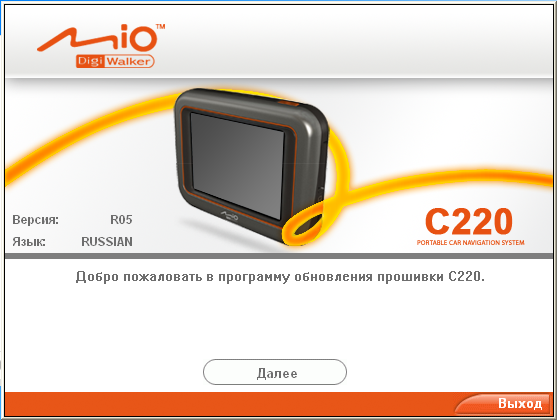 Mio™
DigiWalker
Mio
Версия: R05
Язык: RUSSIAN
C220
PORTABLE CAR NAVIGATION SYSTEM
Добро пожаловать в программу обновления прошивки C220.
Далее
Выход